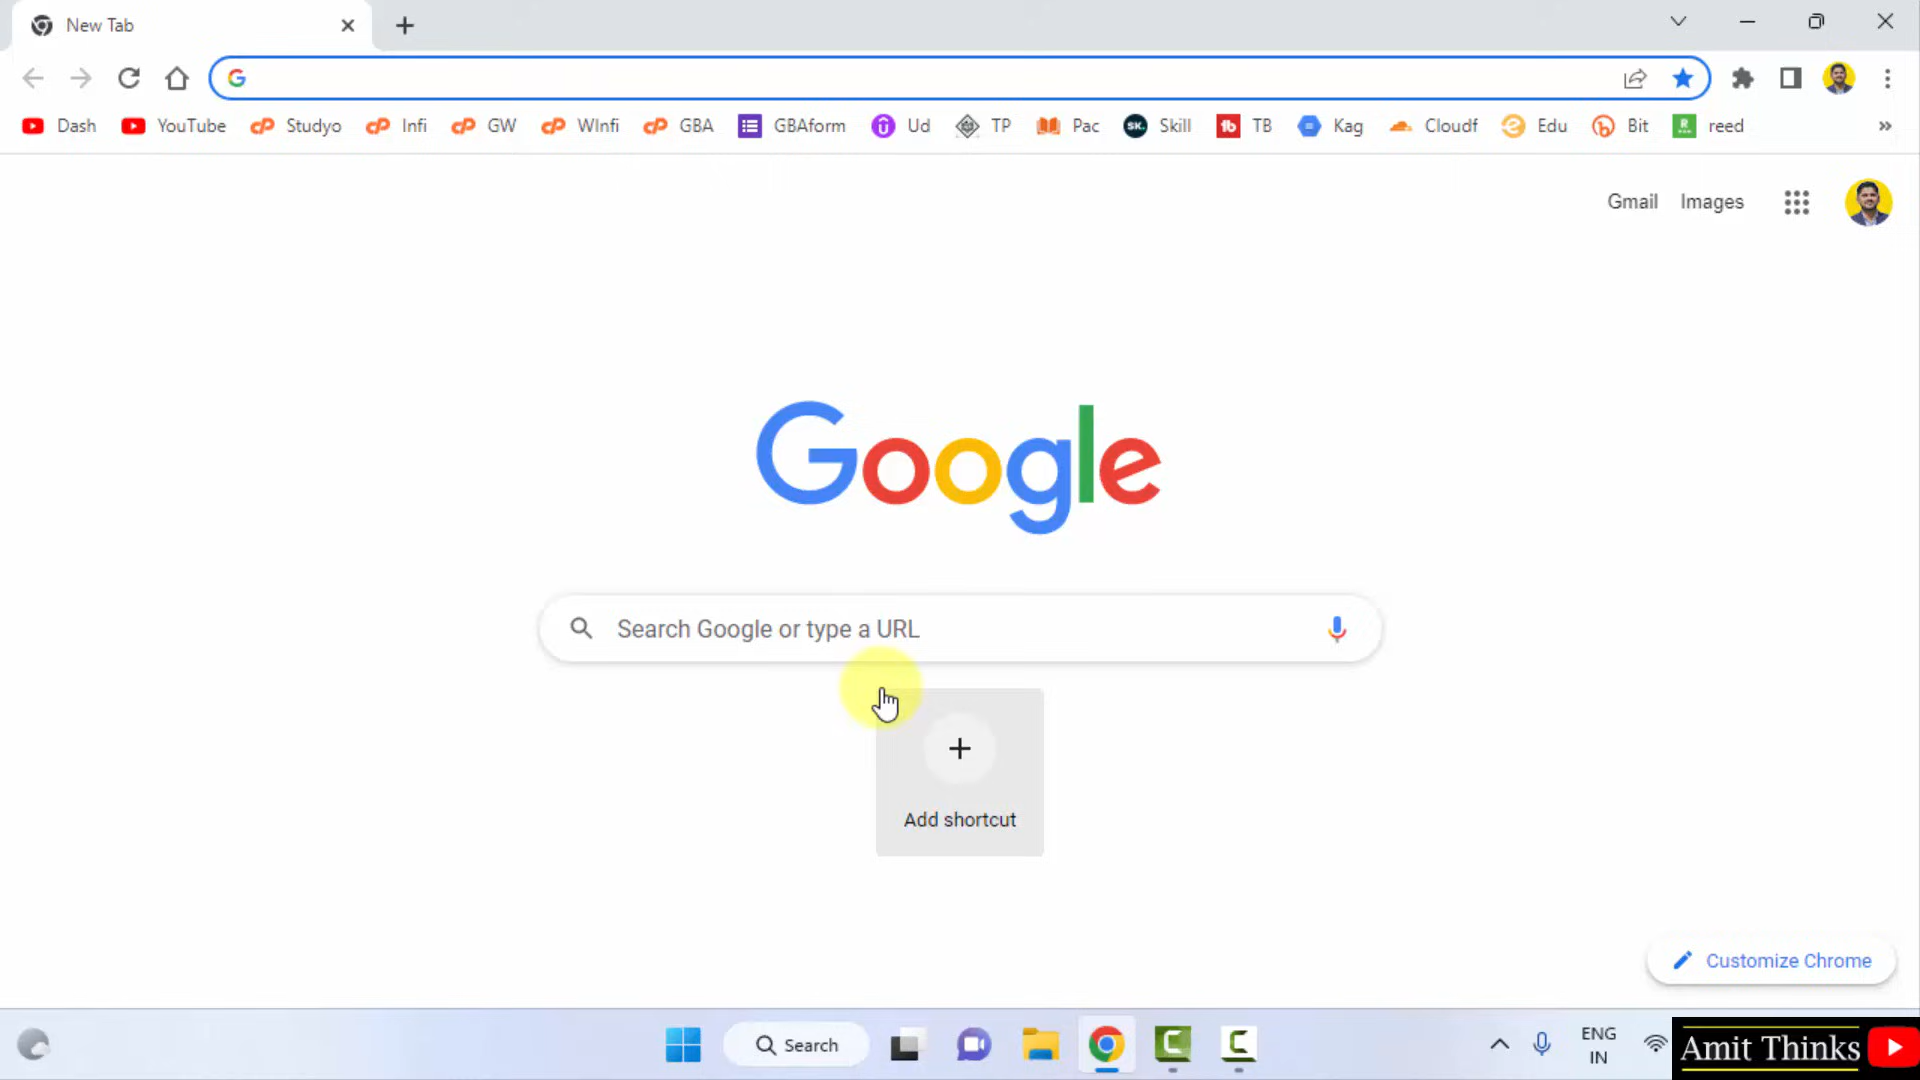 New Tab
Dash YouTube Studyo Infi GW WInfi GBA GBAform Ud TP Pac Skill TB Kag Cloudf Edu Bit reed
Gmail Images
Google
Search Google or type a URL
Add shortcut
Customize Chrome
Search
ENG
IN
Amit Thinks